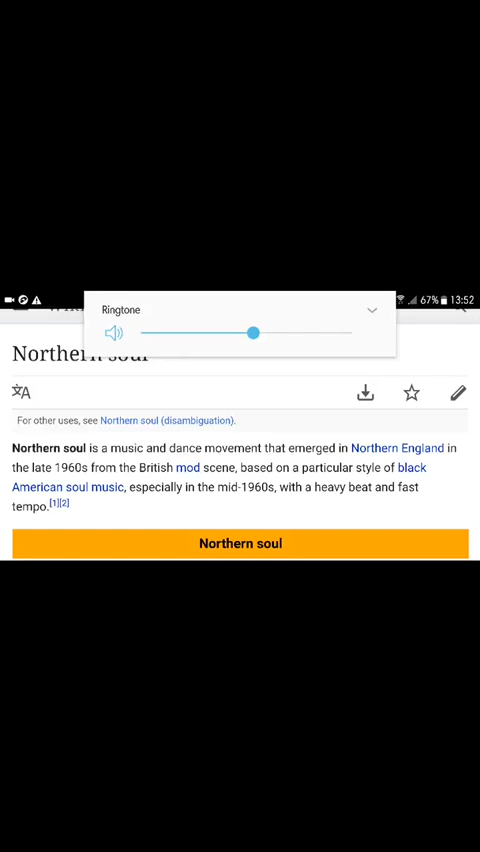 67% 13:52
Ringtone
Northern soul
For other uses, see Northern soul (disambiguation).
Northern soul is a music and dance movement that emerged in Northern England in
the late 1960s from the British mod scene, based on a particular style of black
American soul music, especially in the mid-1960s, with a heavy beat and fast
tempo.[1][2]
Northern soul